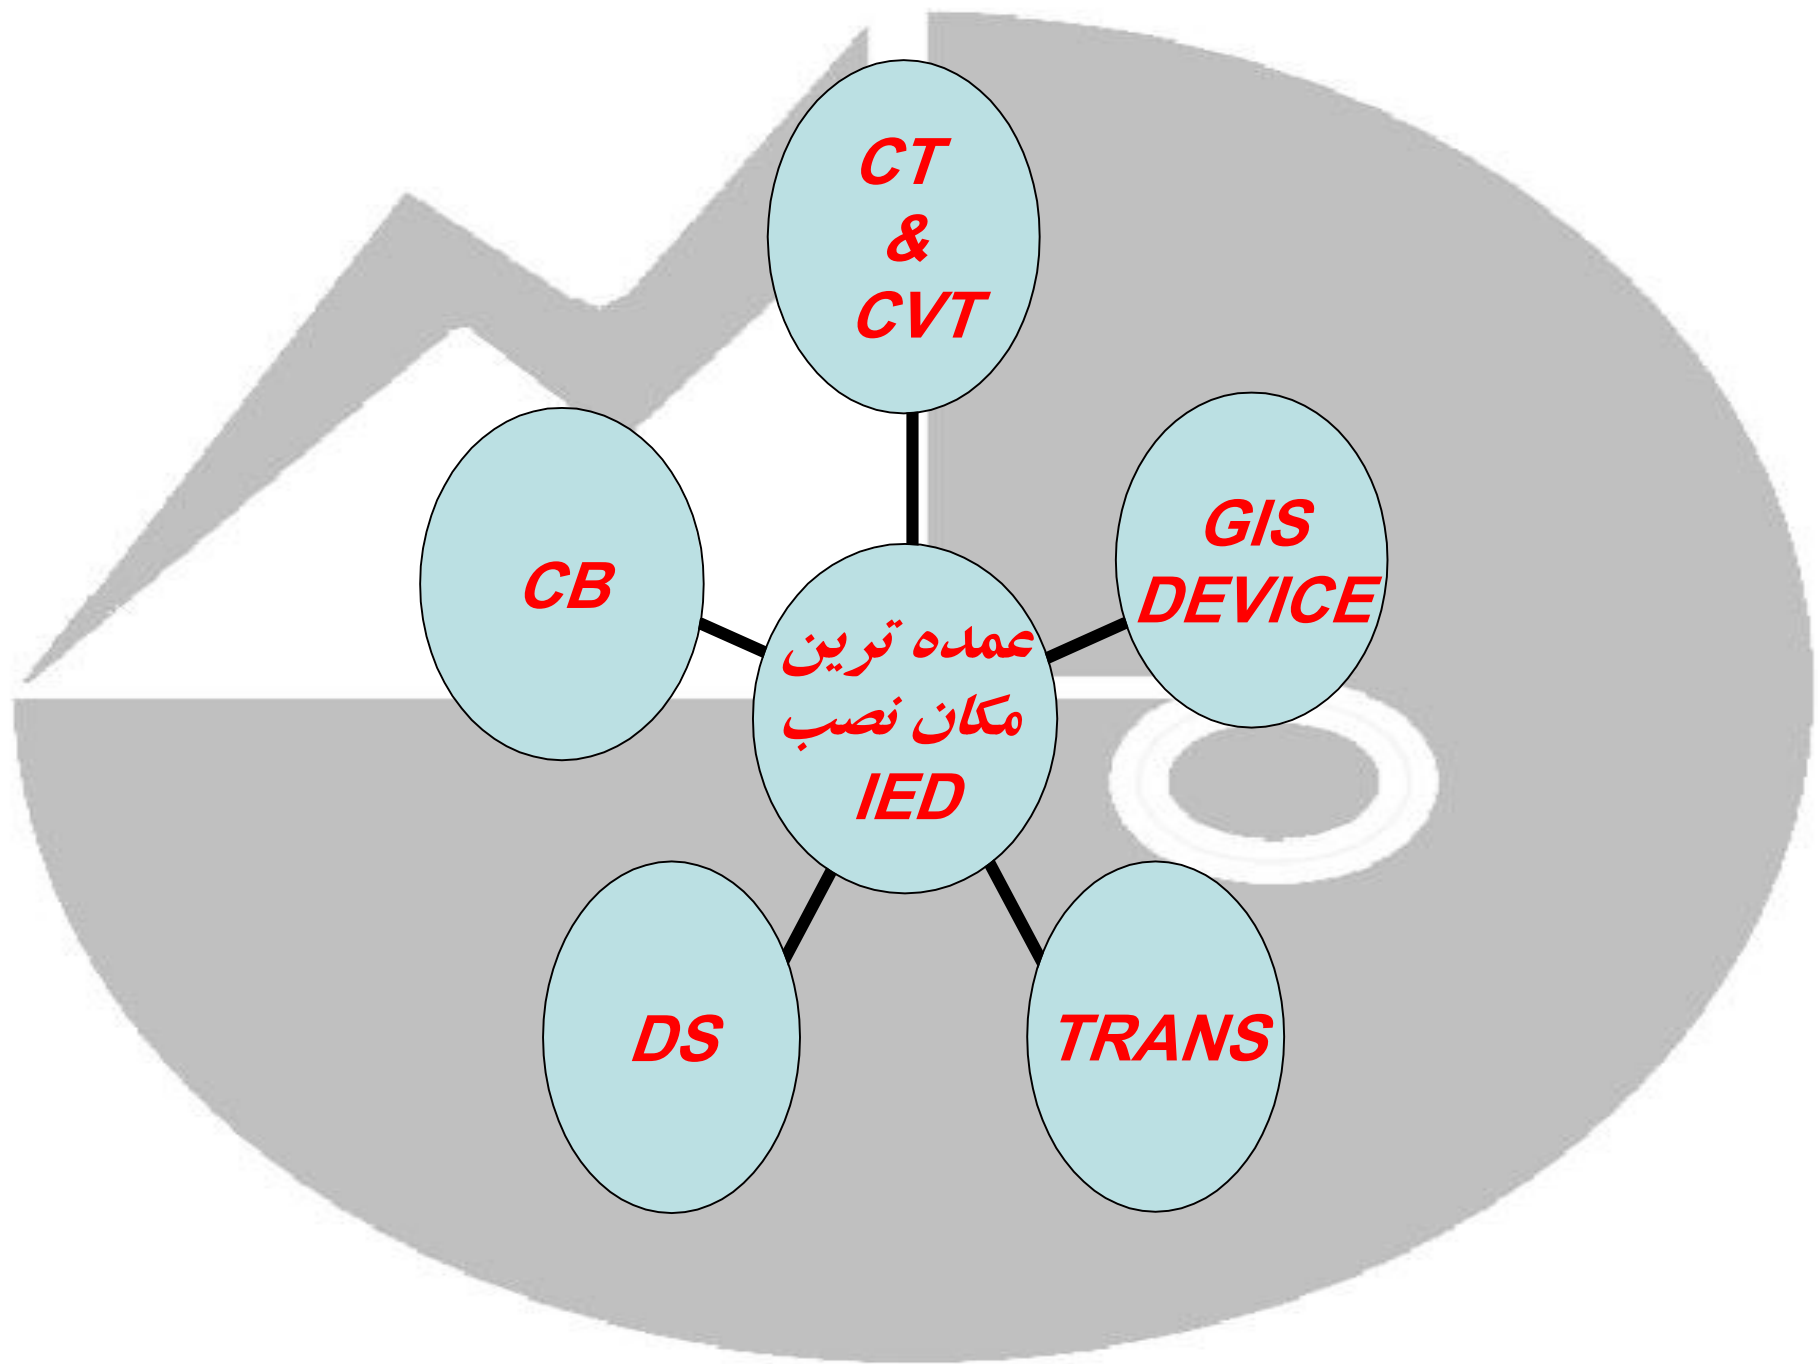 CT
&
CVT
GIS
DEVICE
CB
عمده ترین
مکان نصب
IED
DS
TRANS